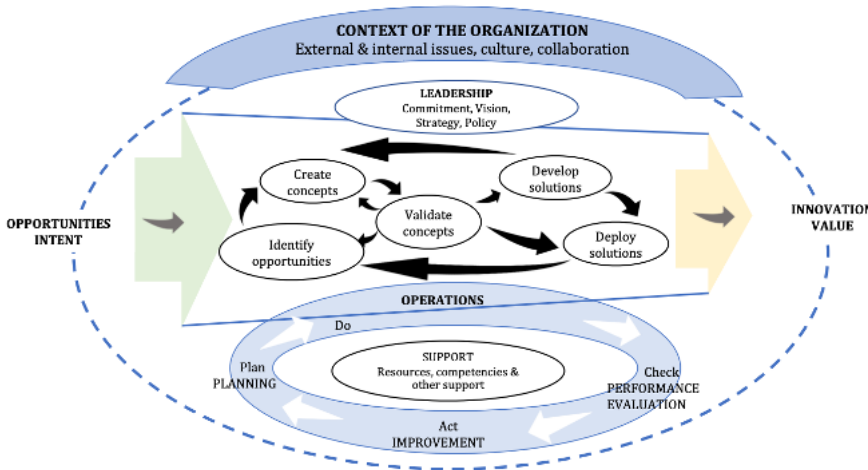 CONTEXT OF THE ORGANIZATION
External & internal issues, culture, collaboration
LEADERSHIP
Commitment, Vision,
Strategy, Policy
Create
concepts
Develop
solutions
Validate
concepts
OPPORTUNITIES
INTENT
INNOVATION
VALUE
Identify
opportunities
Deploy
solutions
OPERATIONS
Do
SUPPORT
Resources, competencies &
other support
Plan
PLANNING
Check
PERFORMANCE
EVALUATION
Act
IMPROVEMENT